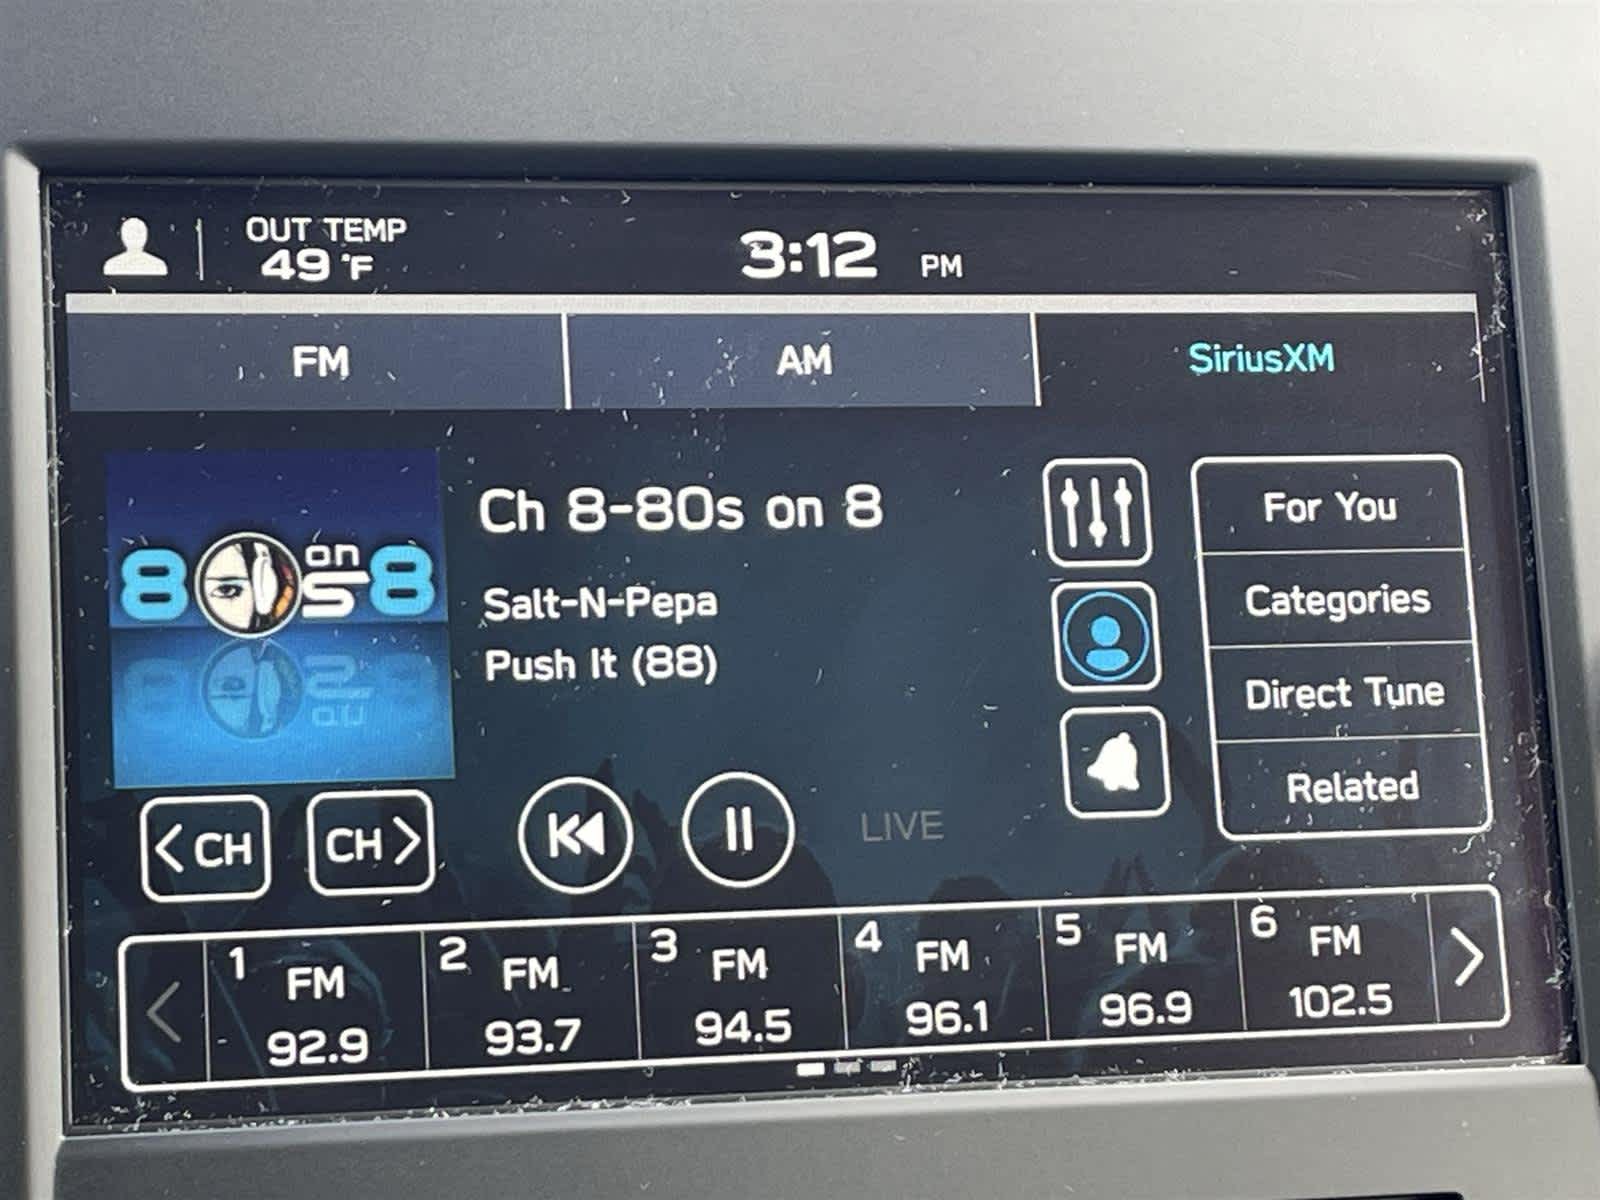 OUT TEMP
49°F
3:12 PM
FM
AM
SiriusXM
80s on 8
Ch 8-80s on 8
Salt-N-Pepa
Push It (88)
For You
Categories
Direct Tune
Related
<CH
CH>
LIVE
1 FM
92.9
2 FM
93.7
3 FM
94.5
4 FM
96.1
5 FM
96.9
6 FM
102.5